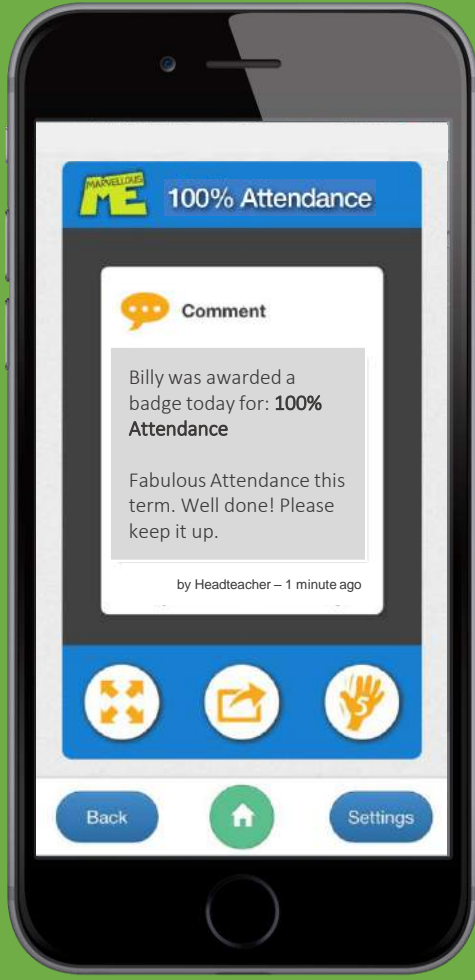 MARVELLOUS
ME
100% Attendance
Comment
Billy was awarded a
badge today for: 100%
Attendance
Fabulous Attendance this
term. Well done! Please
keep it up.
by Headteacher – 1 minute ago
5
Back
Settings